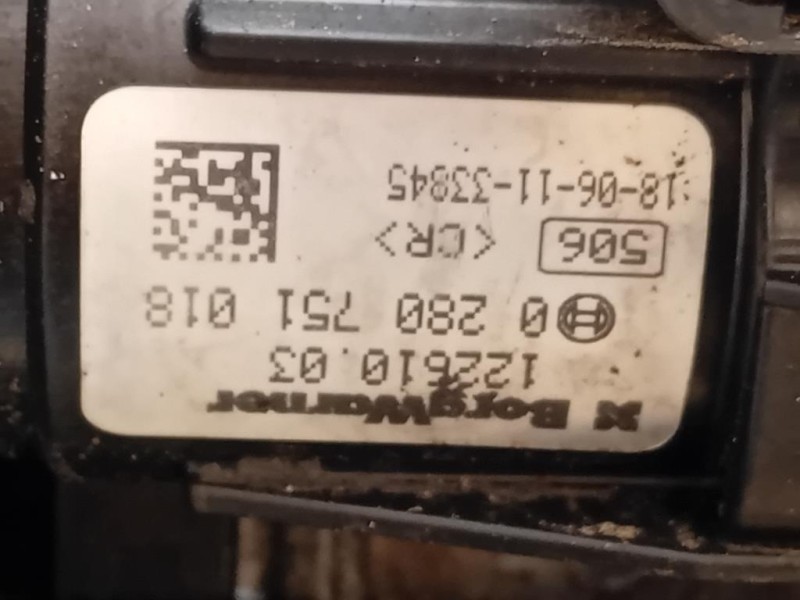 BorgWarner
122610.03
0 280 751 018
506 <CR>
18-06-11-33845